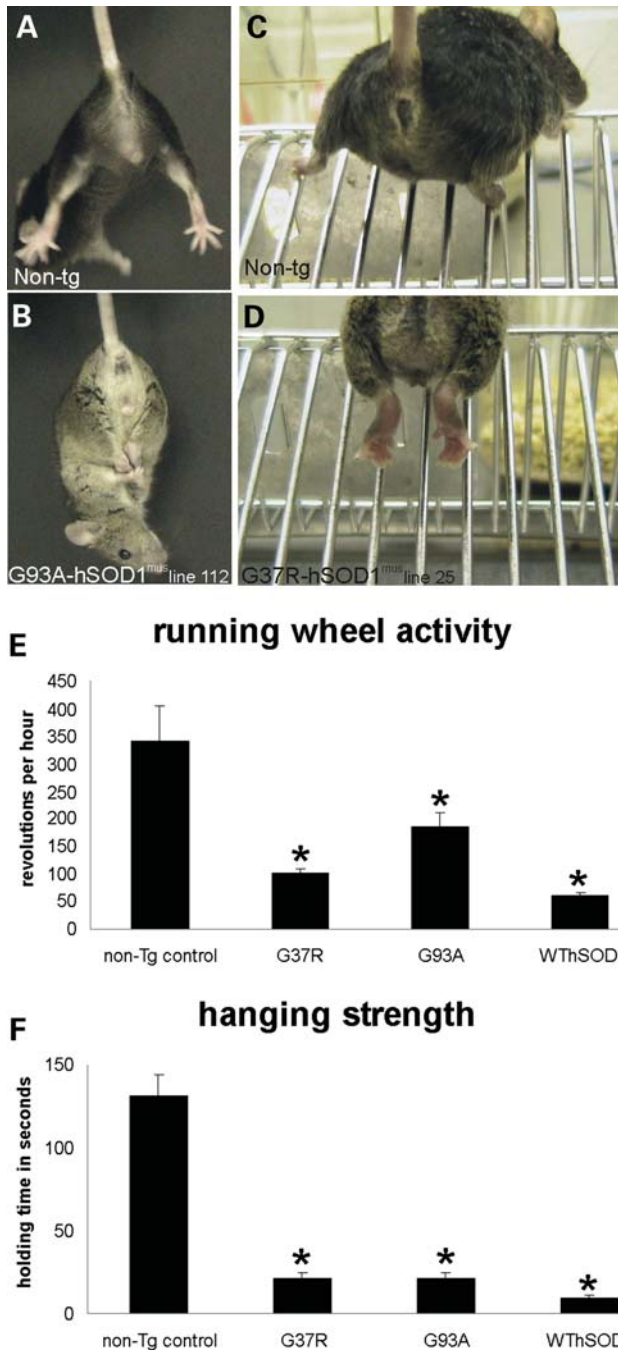 A
Non-tg
C
Non-tg
B
G93A-hSOD1mus line 112
D
G37R-hSOD1mus line 25
E
running wheel activity
revolutions per hour
450
400
350
300
250
200
150
100
50
0
*
*
*
non-Tg control G37R G93A WThSOD
F
hanging strength
holding time in seconds
150
100
50
0
*
*
*
non-Tg control G37R G93A WThSOD